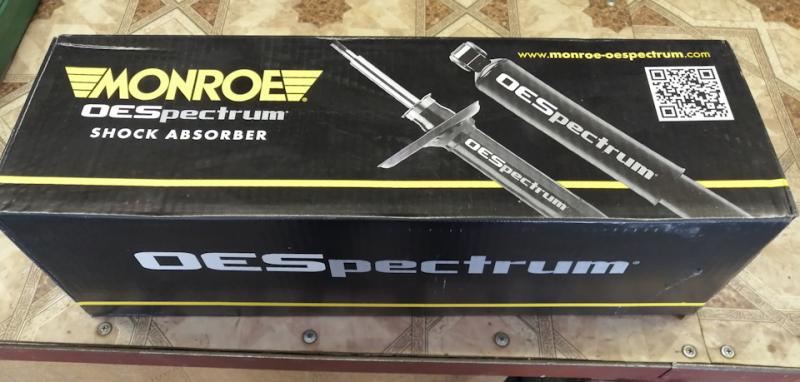 MONROE
OESpectrum
SHOCK ABSORBER
www.monroe-oespectrum.com
OESpectrum
OESpectrum
OESpectrum